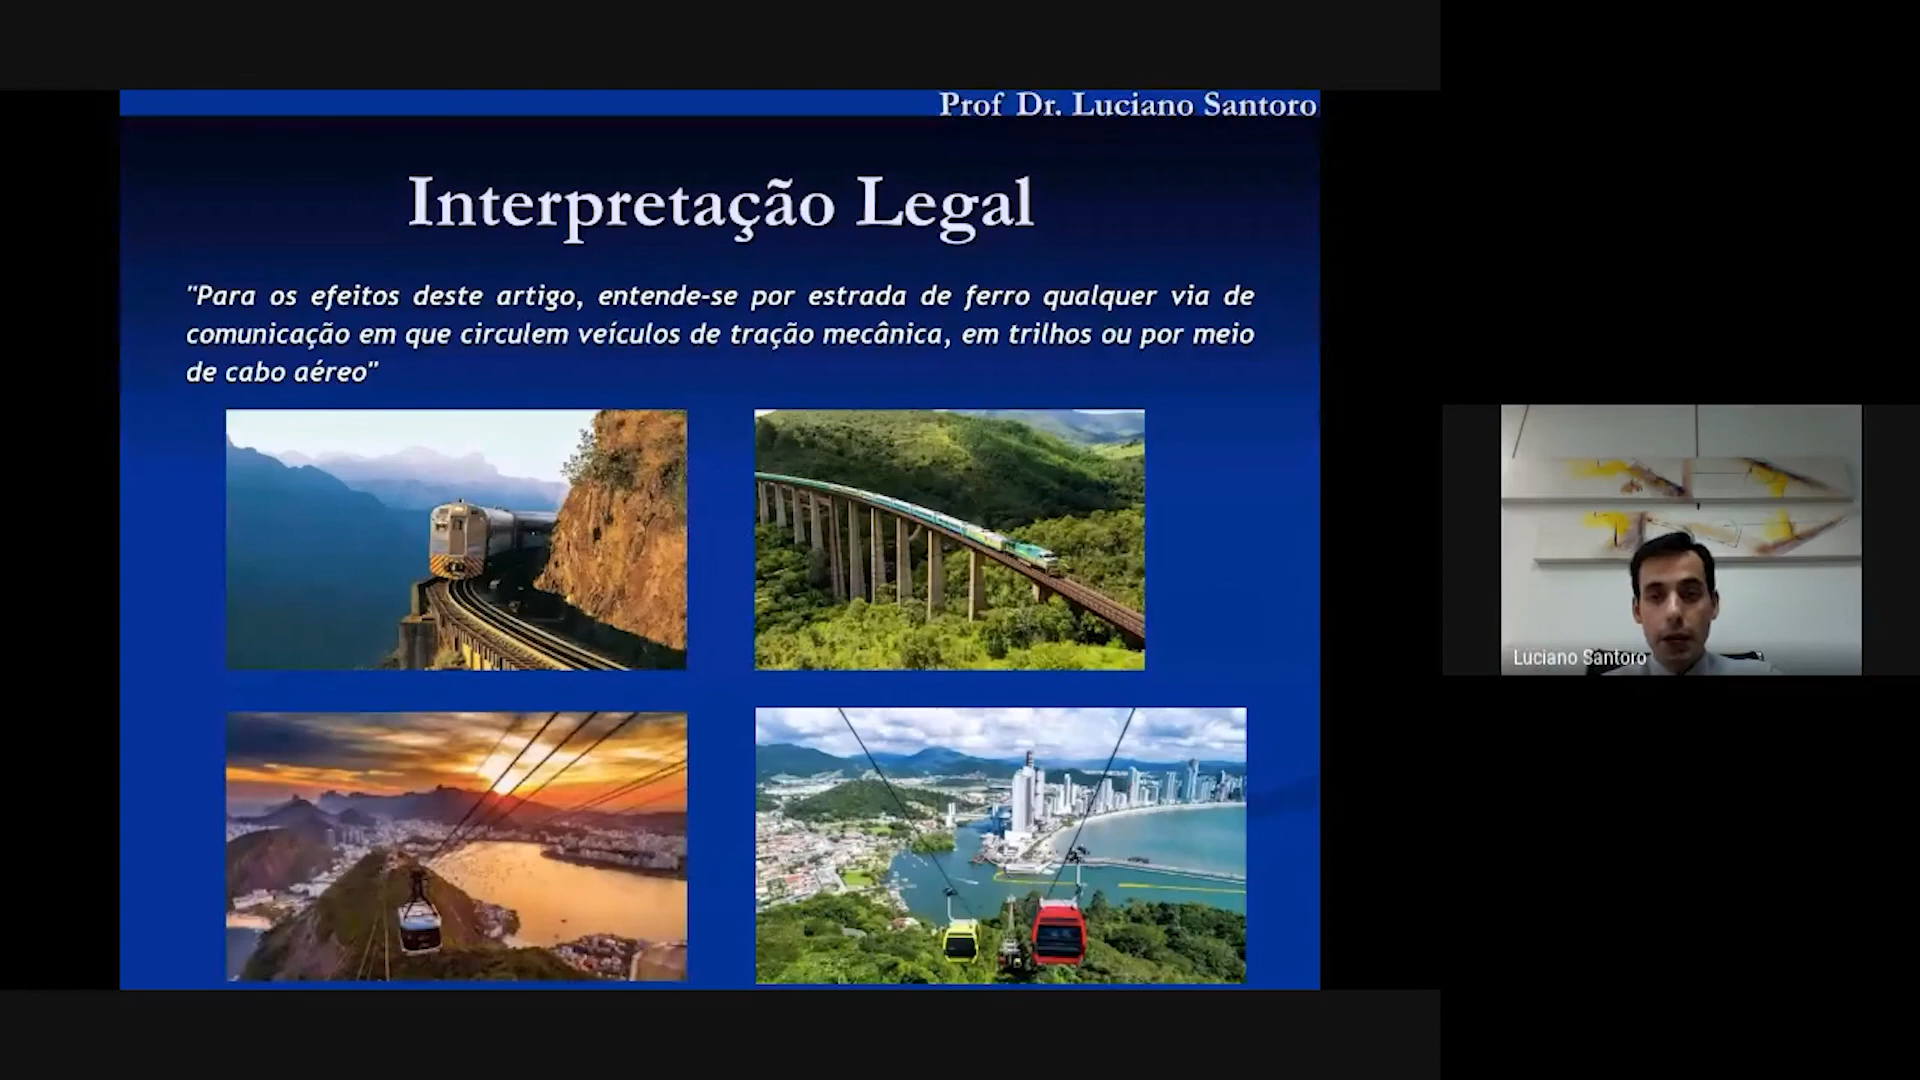 Prof Dr. Luciano Santoro
Interpretação Legal
"Para os efeitos deste artigo, entende-se por estrada de ferro qualquer via de
comunicação em que circulem veículos de tração mecânica, em trilhos ou por meio
de cabo aéreo"
Luciano Santoro